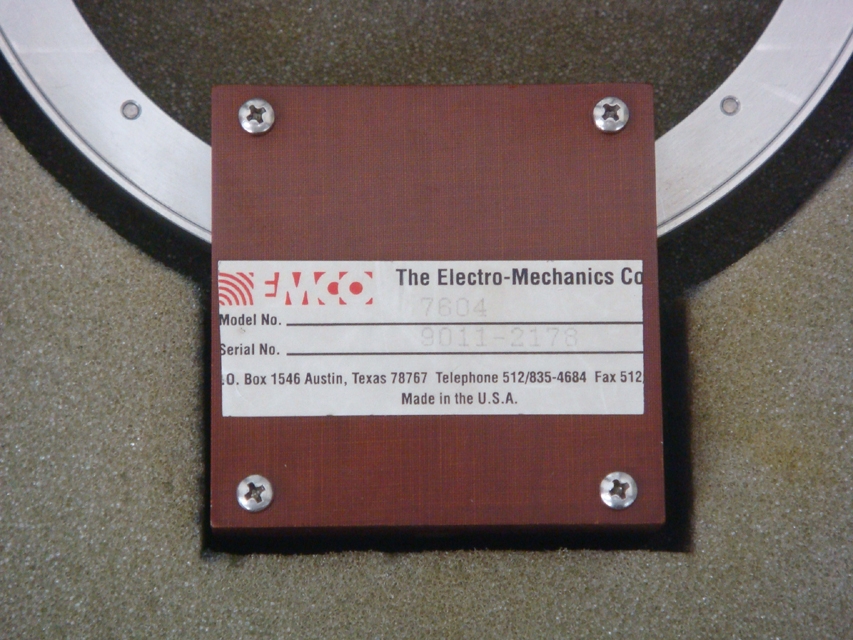 EMCO The Electro-Mechanics Co
7604
Model No.
9011-2178
Serial No.
.O. Box 1546 Austin, Texas 78767 Telephone 512/835-4684 Fax 512
Made in the U.S.A.